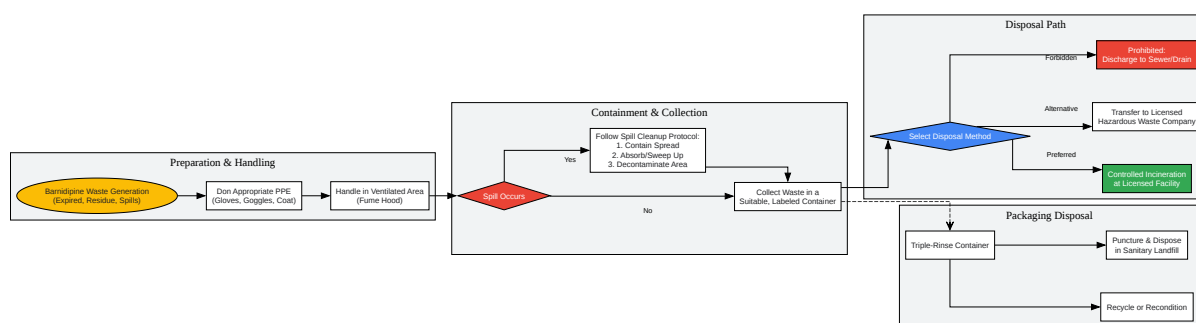 Preparation & Handling
Barnidipine Waste Generation
(Expired, Residue, Spills)
Don Appropriate PPE
(Gloves, Goggles, Coat)
Handle in Ventilated Area
(Fume Hood)
Containment & Collection
Spill Occurs
Yes
No
Follow Spill Cleanup Protocol:
1. Contain Spread
2. Absorb/Sweep Up
3. Decontaminate Area
Collect Waste in a
Suitable, Labeled Container
Disposal Path
Select Disposal Method
Forbidden
Prohibited:
Discharge to Sewer/Drain
Alternative
Transfer to Licensed
Hazardous Waste Company
Preferred
Controlled Incineration
at Licensed Facility
Packaging Disposal
Triple-Rinse Container
Puncture & Dispose
in Sanitary Landfill
Recycle or Recondition